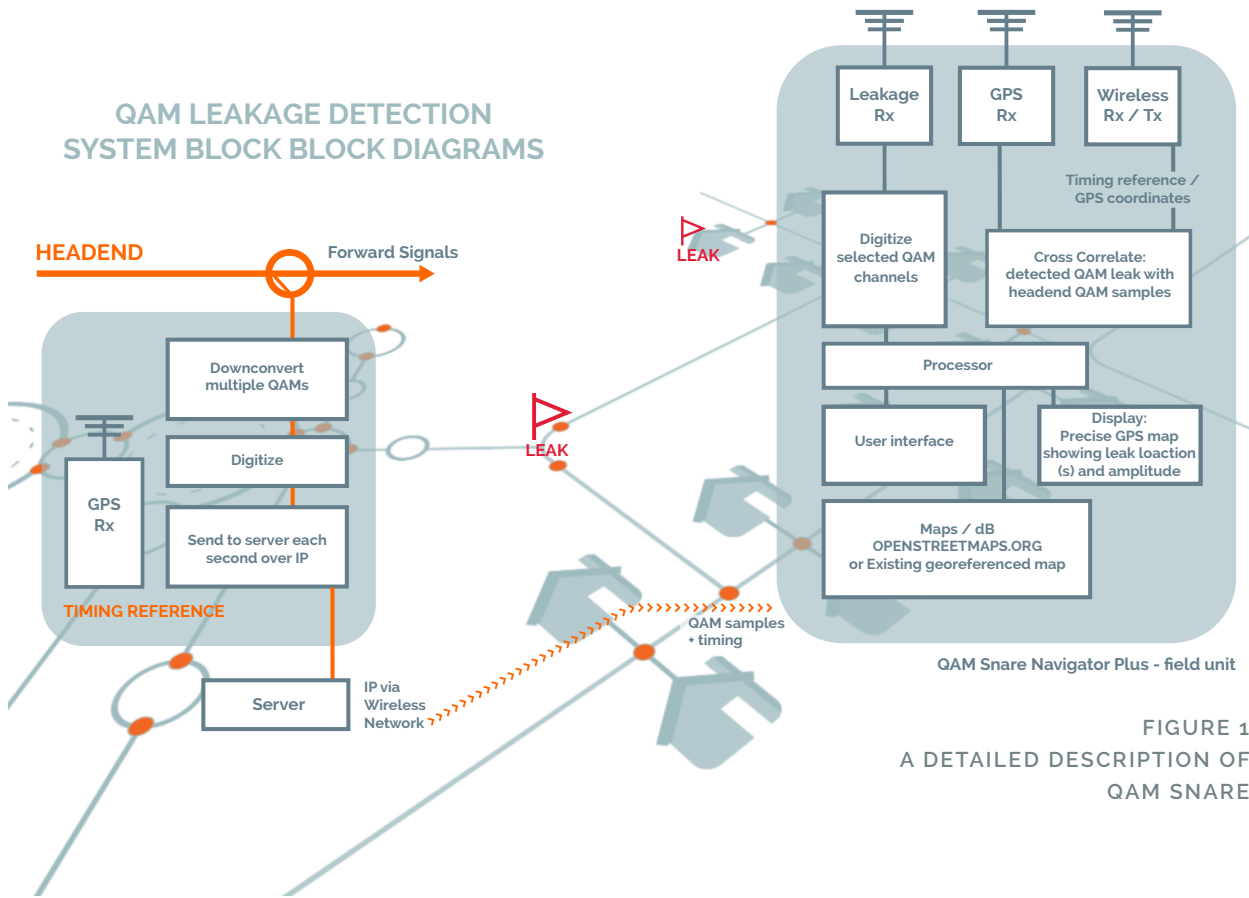 QAM LEAKAGE DETECTION
SYSTEM BLOCK BLOCK DIAGRAMS
HEADEND
Forward Signals
Downconvert
multiple QAMs
Digitize
GPS
Rx
Send to server each
second over IP
TIMING REFERENCE
Server
IP via
Wireless
Network
QAM samples
+ timing
LEAK
LEAK
Leakage
Rx
GPS
Rx
Wireless
Rx / Tx
Timing reference /
GPS coordinates
Digitize
selected QAM
channels
Cross Correlate:
detected QAM leak with
headend QAM samples
Processor
User interface
Display:
Precise GPS map
showing leak loaction
(s) and amplitude
Maps / dB
OPENSTREETMAPS.ORG
or Existing georeferenced map
QAM Snare Navigator Plus - field unit
FIGURE 1
A DETAILED DESCRIPTION OF
QAM SNARE